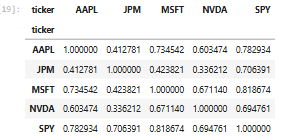 [19]: ticker AAPL JPM MSFT NVDA SPY
ticker
AAPL 1.000000 0.412781 0.734542 0.603474 0.782934
JPM 0.412781 1.000000 0.423821 0.336212 0.706391
MSFT 0.734542 0.423821 1.000000 0.671140 0.818674
NVDA 0.603474 0.336212 0.671140 1.000000 0.694761
SPY 0.782934 0.706391 0.818674 0.694761 1.000000